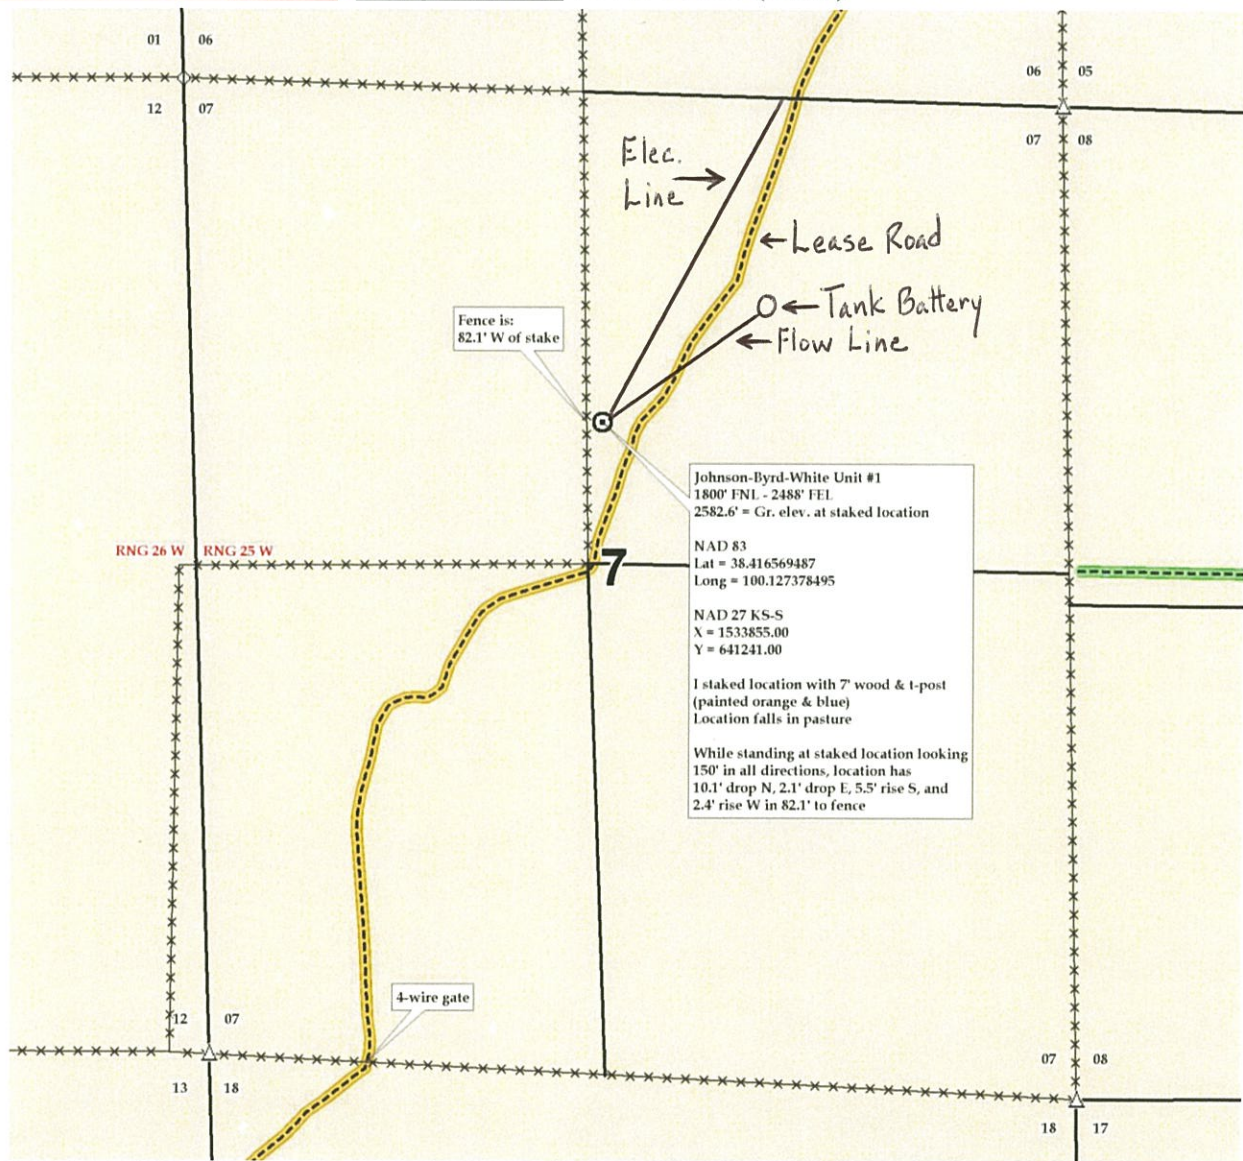 01 06
12 07
06 05
07 08
Elec.
Line
Lease Road
Tank Battery
Flow Line
Fence is:
82.1' W of stake
Johnson-Byrd-White Unit #1
1800' FNL - 2488' FEL
2582.6' = Gr. elev. at staked location
NAD 83
Lat = 38.416569487
Long = 100.127378495
NAD 27 KS-S
X = 1533855.00
Y = 641241.00
I staked location with 7' wood & t-post
(painted orange & blue)
Location falls in pasture
While standing at staked location looking
150' in all directions, location has
10.1' drop N, 2.1' drop E, 5.5' rise S, and
2.4' rise W in 82.1' to fence
RNG 26 W RNG 25 W
7
4-wire gate
12 07
13 18
07 08
18 17